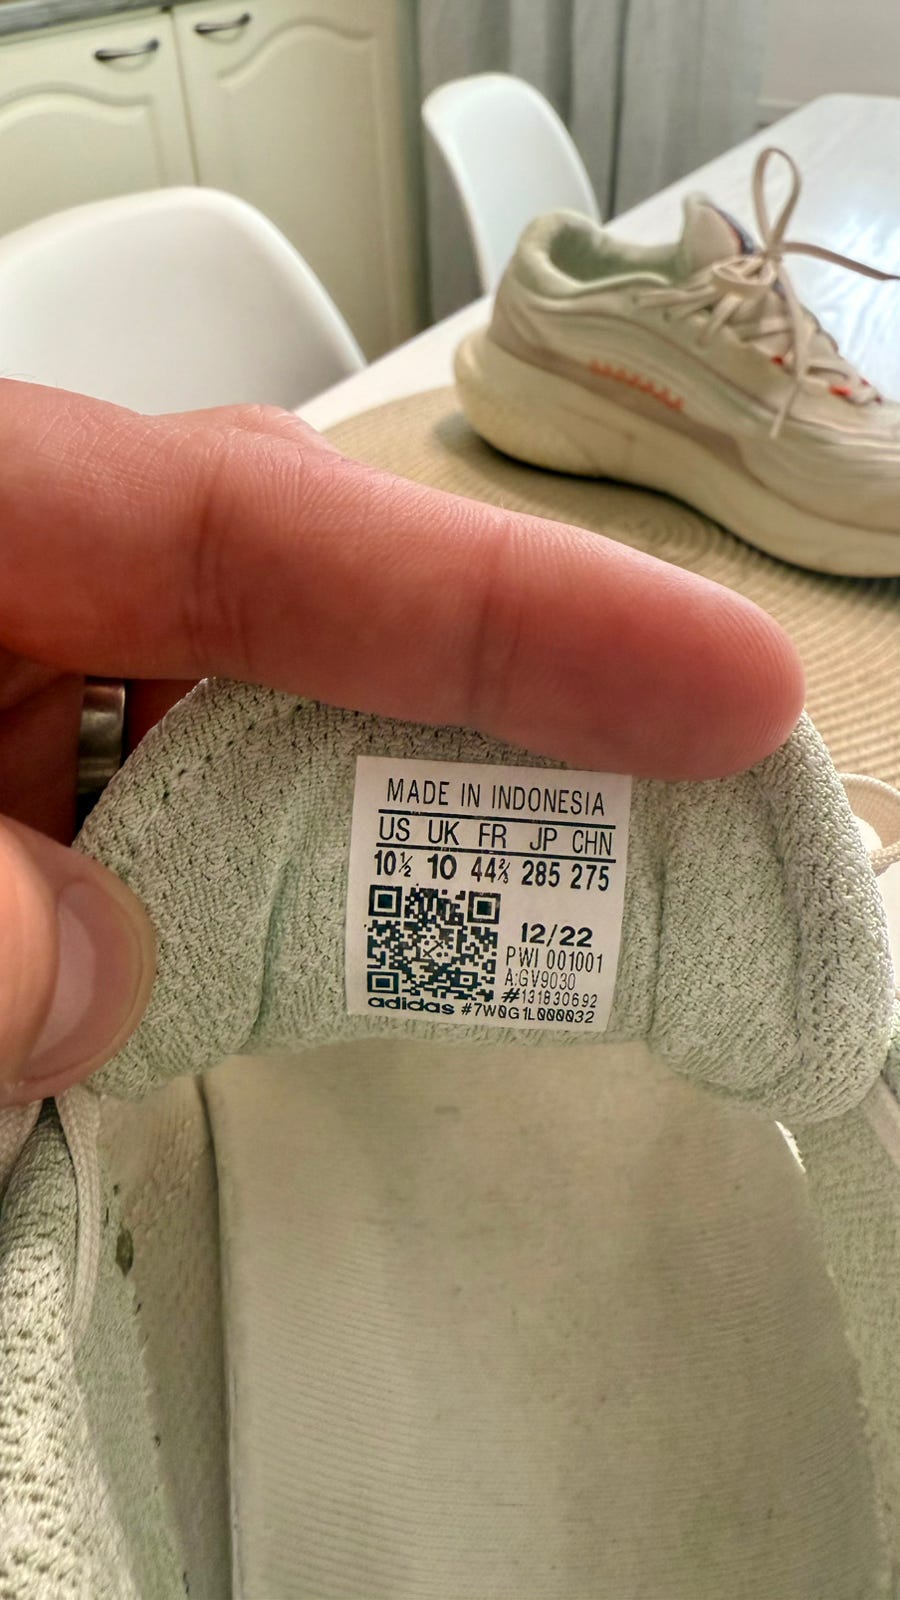 MADE IN INDONESIA
US UK FR JP CHN
10½ 10 44⅔ 285 275
12/22
PWI 001001
A:GV9030
#131830692
adidas #7W0G1L000032